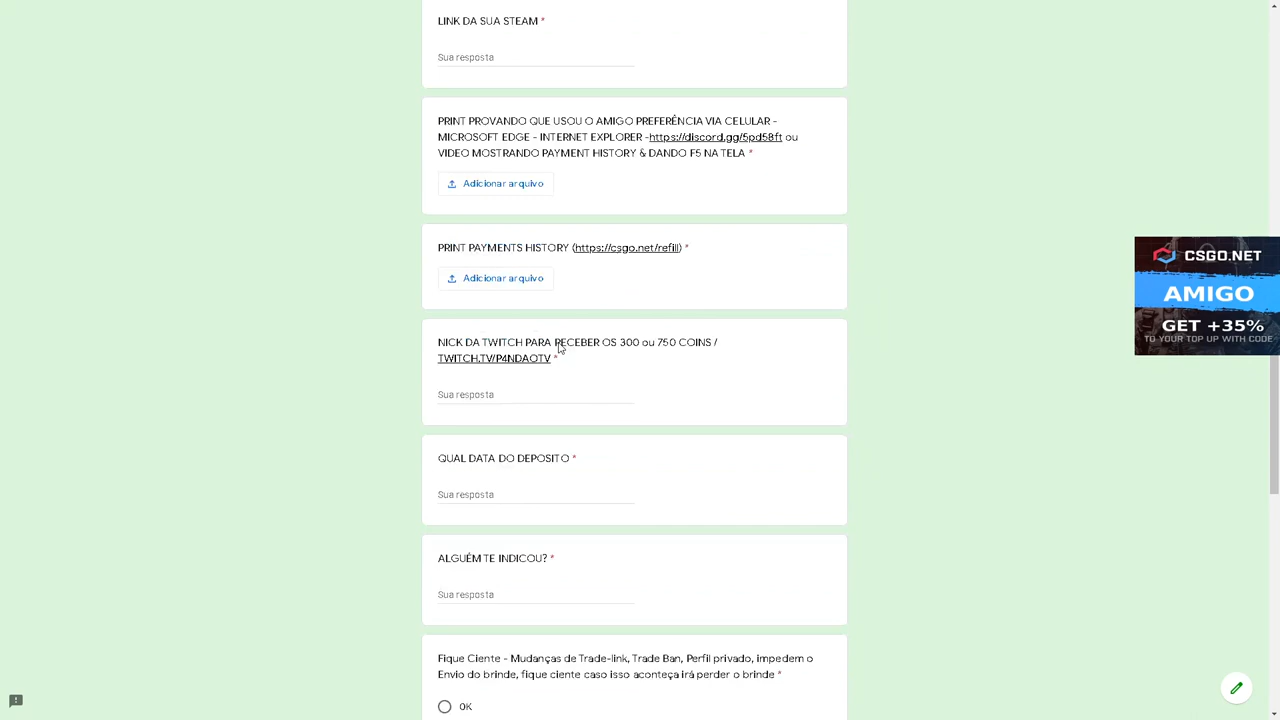 LINK DA SUA STEAM *
Sua resposta
PRINT PROVANDO QUE USOU O AMIGO PREFERÊNCIA VIA CELULAR -
MICROSOFT EDGE - INTERNET EXPLORER -https://discord.gg/5pd58ft ou
VIDEO MOSTRANDO PAYMENT HISTORY & DANDO F5 NA TELA *
Adicionar arquivo
PRINT PAYMENTS HISTORY (https://csgo.net/refill) *
Adicionar arquivo
CSGO.NET
AMIGO
GET +35%
TO YOUR TOP UP WITH CODE
NICK DA TWITCH PARA RECEBER OS 300 ou 750 COINS /
TWITCH.TV/P4NDAOTV *
Sua resposta
QUAL DATA DO DEPOSITO *
Sua resposta
ALGUÉM TE INDICOU? *
Sua resposta
Fique Ciente - Mudanças de Trade-link, Trade Ban, Perfil privado, impedem o
Envio do brinde, fique ciente caso isso aconteça irá perder o brinde *
OK